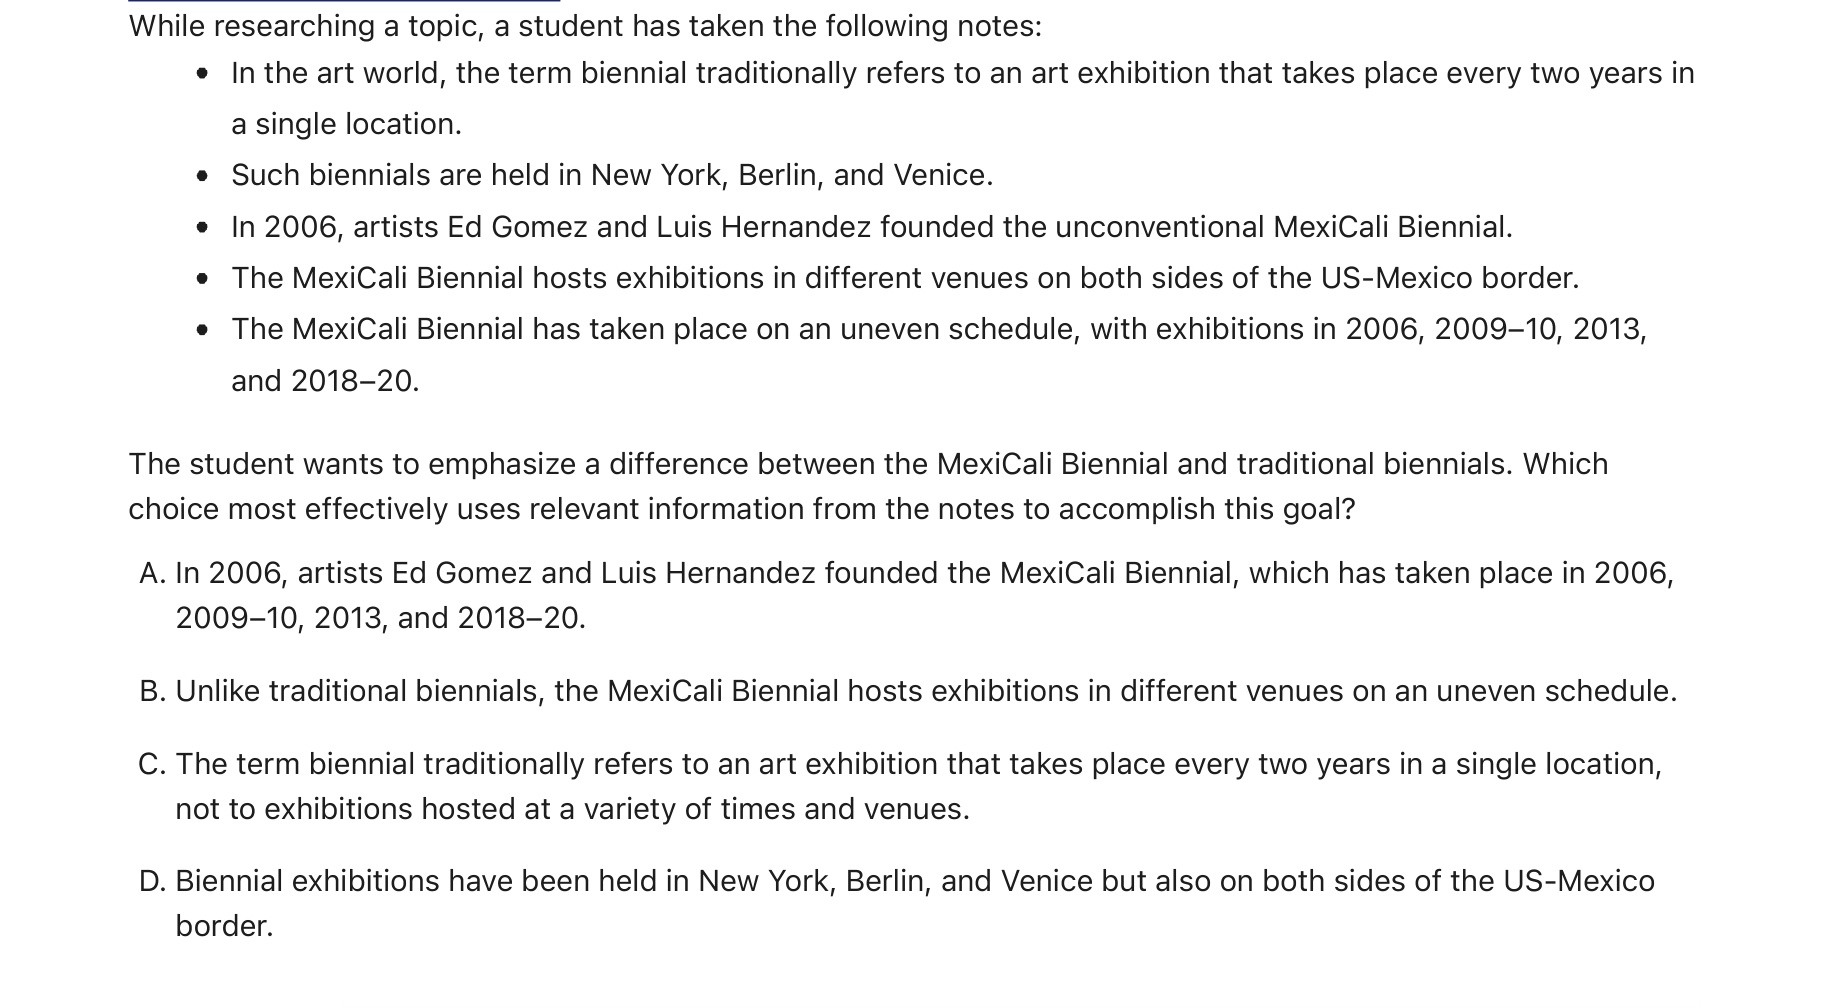 While researching a topic, a student has taken the following notes:
• In the art world, the term biennial traditionally refers to an art exhibition that takes place every two years in
a single location.
• Such biennials are held in New York, Berlin, and Venice.
• In 2006, artists Ed Gomez and Luis Hernandez founded the unconventional MexiCali Biennial.
• The MexiCali Biennial hosts exhibitions in different venues on both sides of the US-Mexico border.
• The MexiCali Biennial has taken place on an uneven schedule, with exhibitions in 2006, 2009–10, 2013,
and 2018–20.
The student wants to emphasize a difference between the MexiCali Biennial and traditional biennials. Which
choice most effectively uses relevant information from the notes to accomplish this goal?
A. In 2006, artists Ed Gomez and Luis Hernandez founded the MexiCali Biennial, which has taken place in 2006,
2009–10, 2013, and 2018–20.
B. Unlike traditional biennials, the MexiCali Biennial hosts exhibitions in different venues on an uneven schedule.
C. The term biennial traditionally refers to an art exhibition that takes place every two years in a single location,
not to exhibitions hosted at a variety of times and venues.
D. Biennial exhibitions have been held in New York, Berlin, and Venice but also on both sides of the US-Mexico
border.